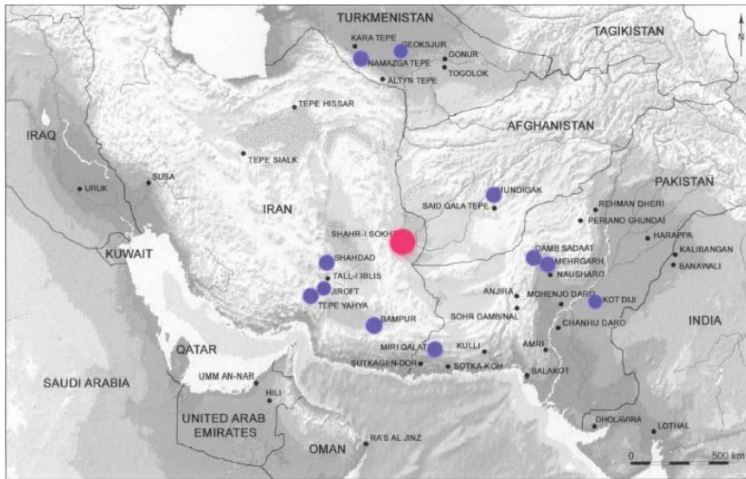 TURKMENISTAN
KARA TEPE
GEOKSJUR
NAMAZGA TEPE
GONUR
TOGOLOK
ALTYN TEPE
TAGIKISTAN
N
TEPE HISSAR
AFGHANISTAN
IRAQ
TEPE SIALK
SUSA
URUK
IRAN
MUNDIGAK
SAID QALA TEPE
PAKISTAN
REHMAN DHERI
PERIANO GHUNDAI
HARAPPA
KALIBANGAN
BANAWALI
SHAHR-I SOKH
KUWAIT
SHAHDAD
TALL-I IBLIS
JIROFT
TEPE YAHYA
DAMB SADAAT
MEHRGARH
NAUSHARO
ANJIRA
MOHENJO DARO
KOT DIJI
SOHR DAMB/NAL
CHANHU DARO
INDIA
BAMPUR
MIRI QALAT
KULLI
AMRI
QATAR
SUTKAGEN-DOR
SOTKA-KOH
BALAKOT
SAUDI ARABIA
UMM AN-NAR
HILI
UNITED ARAB
EMIRATES
OMAN
RA'S AL JINZ
DHOLAVIRA
LOTHAL
0 500 km